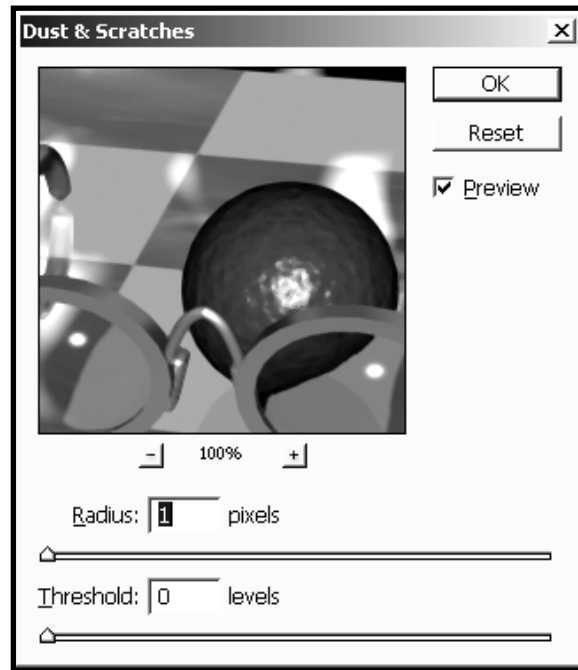 Dust & Scratches
OK
Reset
Preview
- 100% +
Radius: 1 pixels
Threshold: 0 levels